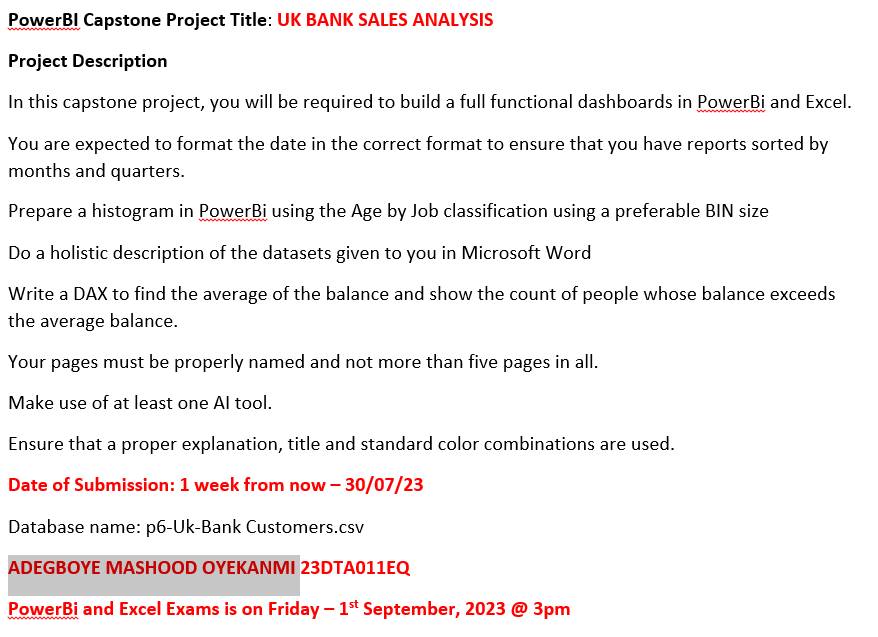 PowerBI Capstone Project Title: UK BANK SALES ANALYSIS
Project Description
In this capstone project, you will be required to build a full functional dashboards in PowerBi and Excel.
You are expected to format the date in the correct format to ensure that you have reports sorted by
months and quarters.
Prepare a histogram in PowerBi using the Age by Job classification using a preferable BIN size
Do a holistic description of the datasets given to you in Microsoft Word
Write a DAX to find the average of the balance and show the count of people whose balance exceeds
the average balance.
Your pages must be properly named and not more than five pages in all.
Make use of at least one AI tool.
Ensure that a proper explanation, title and standard color combinations are used.
Date of Submission: 1 week from now – 30/07/23
Database name: p6-Uk-Bank Customers.csv
ADEGBOYE MASHOOD OYEKANMI 23DTA011EQ
PowerBi and Excel Exams is on Friday – 1st September, 2023 @ 3pm